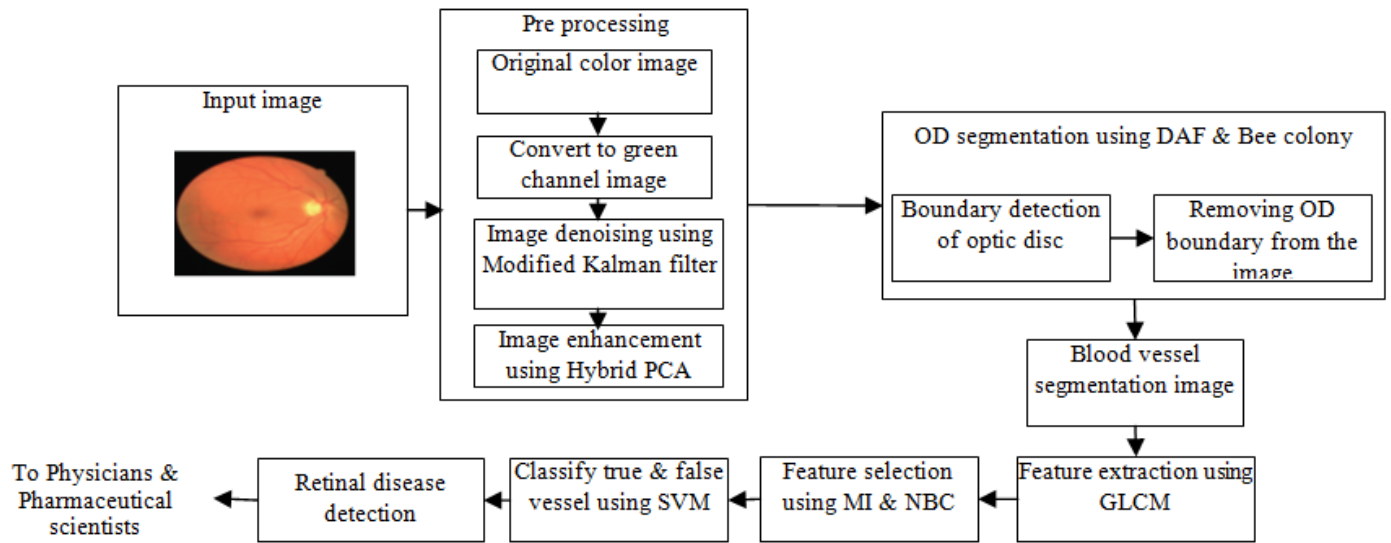 Input image
Pre processing
Original color image
Convert to green
channel image
Image denoising using
Modified Kalman filter
Image enhancement
using Hybrid PCA
OD segmentation using DAF & Bee colony
Boundary detection
of optic disc
Removing OD
boundary from the
image.
Blood vessel
segmentation image
Feature extraction using
GLCM
Feature selection
using MI & NBC
Classify true & false
vessel using SVM
Retinal disease
detection
To Physicians &
Pharmaceutical
scientists